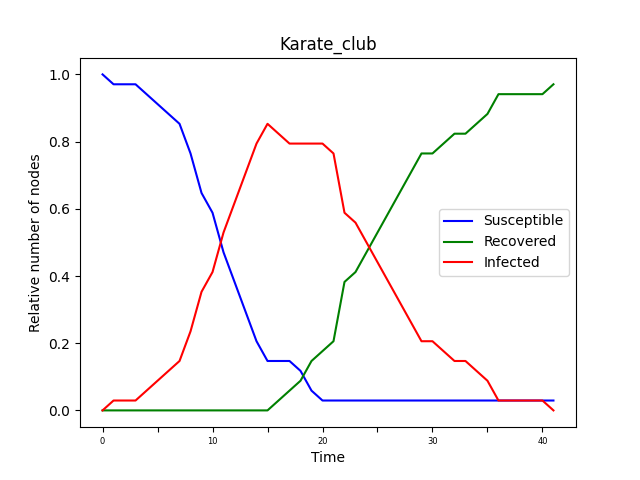 Karate_club
Relative number of nodes
1.0
0.8
0.6
0.4
0.2
0.0
Susceptible
Recovered
Infected
0 10 20 30 40
Time